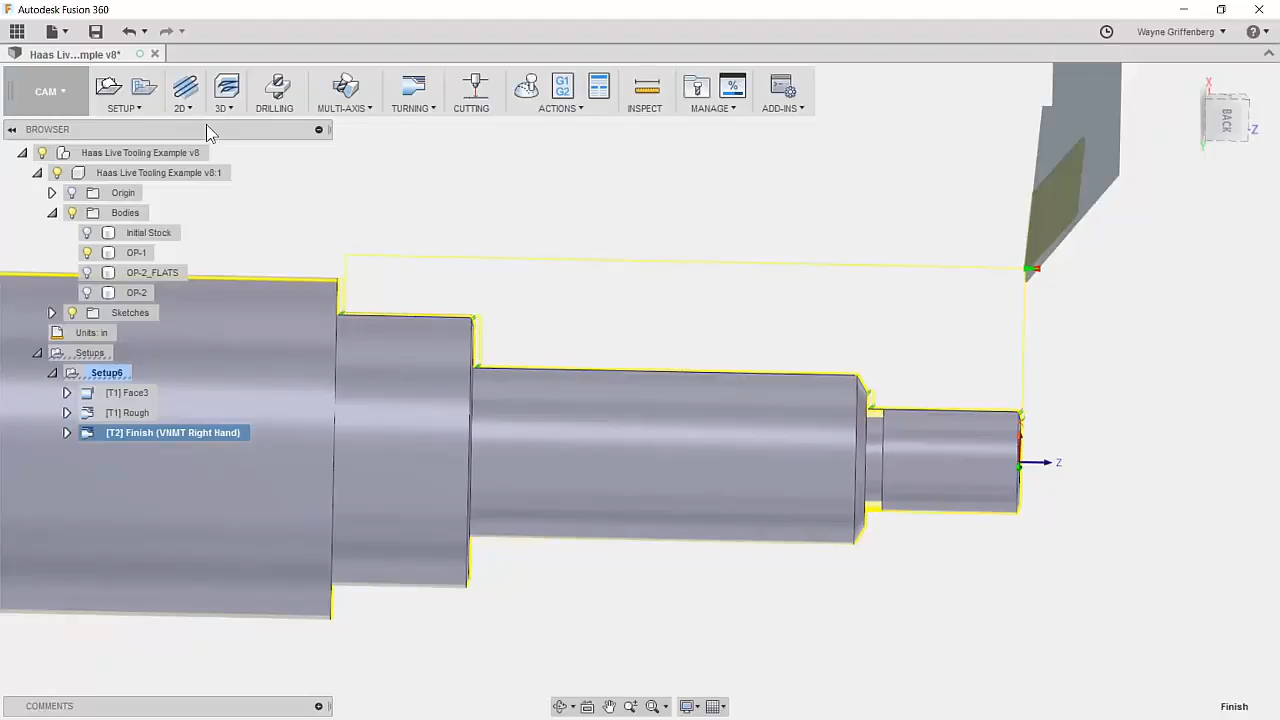 Autodesk Fusion 360
Wayne Griffenberg
Haas Liv...mple v8*
CAM
SETUP
2D
3D
DRILLING
MULTI-AXIS
TURNING
CUTTING
G1
G2
ACTIONS
INSPECT
%
MANAGE
ADD-INS
BROWSER
X
BACK
Z
Haas Live Tooling Example v8
Haas Live Tooling Example v8:1
Origin
Bodies
Initial Stock
OP-1
OP-2_FLATS
OP-2
Sketches
Units: in
Setups
Setup6
[T1] Face3
[T1] Rough
[T2] Finish (VNMT Right Hand)
Z
COMMENTS
Finish